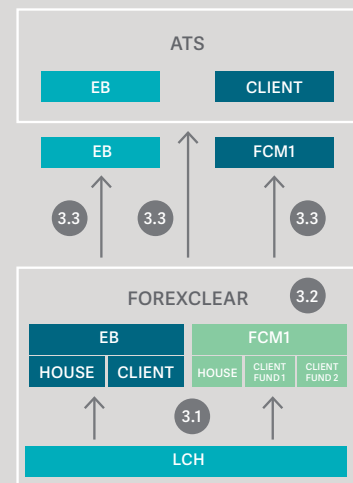 ATS
EB
CLIENT
EB
FCM1
3.3
3.3
3.3
FOREXCLEAR
3.2
EB
FCM1
HOUSE
CLIENT
HOUSE
CLIENT
FUND 1
CLIENT
FUND 2
3.1
LCH